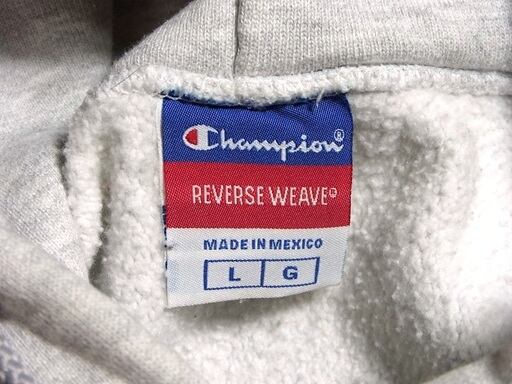 Champion®
REVERSE WEAVE®
MADE IN MEXICO
L G